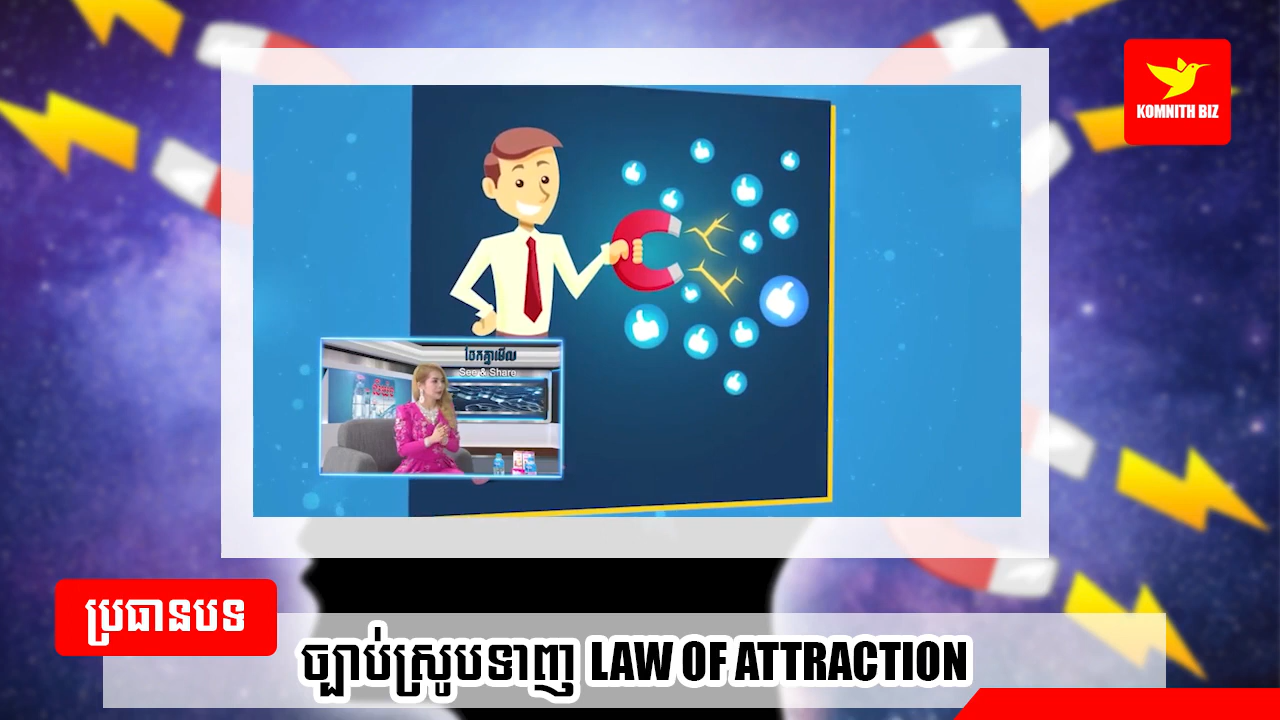 KOMNITH BIZ
ចែកគ្នាមើល
See & Share
ប្រធានបទ
ច្បាប់ស្រូបទាញ LAW OF ATTRACTION